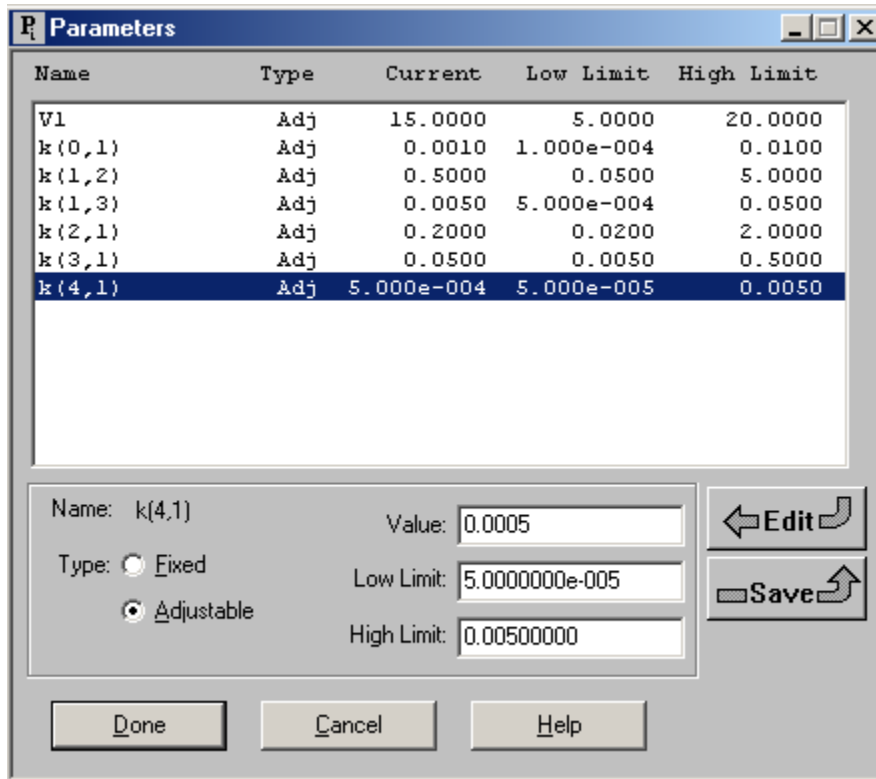 Parameters
Name Type Current Low Limit High Limit
V1 Adj 15.0000 5.0000 20.0000
k(0,1) Adj 0.0010 1.000e-004 0.0100
k(1,2) Adj 0.5000 0.0500 5.0000
k(1,3) Adj 0.0050 5.000e-004 0.0500
k(2,1) Adj 0.2000 0.0200 2.0000
k(3,1) Adj 0.0500 0.0050 0.5000
k(4,1) Adj 5.000e-004 5.000e-005 0.0050
Name: k(4,1)
Value: 0.0005
Edit
Type: Fixed
Low Limit: 5.0000000e-005
Save
Adjustable
High Limit: 0.00500000
Done Cancel Help